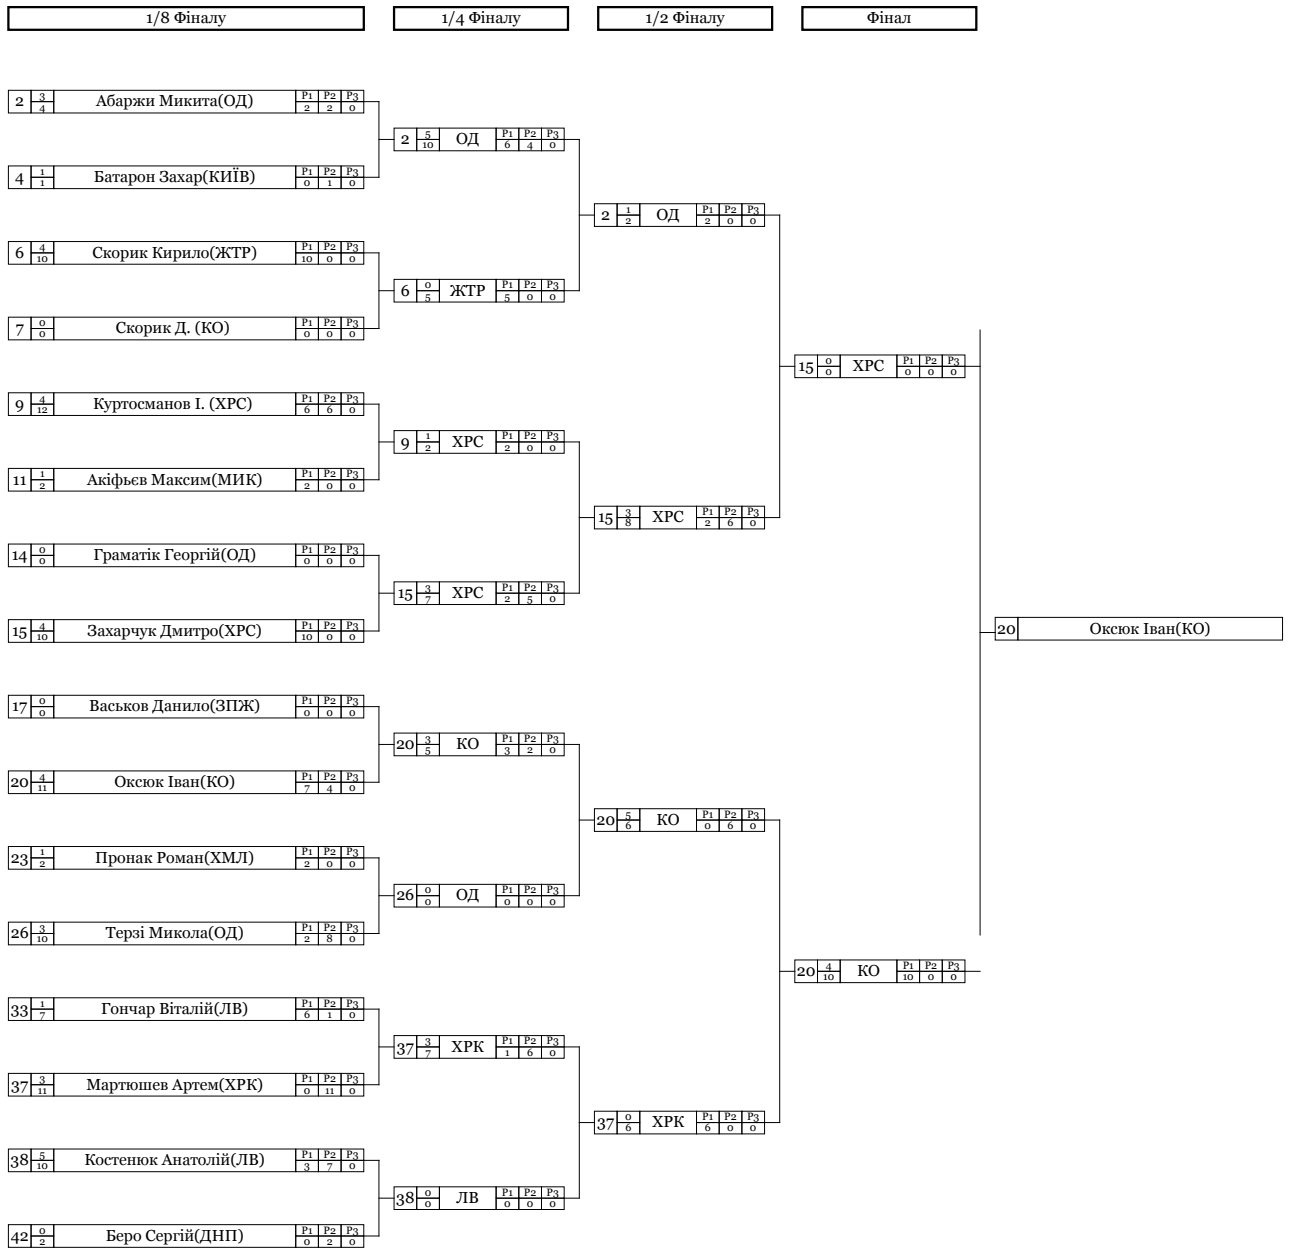 1/8 Фіналу 1/4 Фіналу 1/2 Фіналу Фінал
2 3 4 Абаржи Микита(ОД) P1 P2 P3 2 2 0
2 5 10 ОД P1 P2 P3 6 4 0
4 1 1 Батарон Захар(КИЇВ) P1 P2 P3 0 1 0
2 1 2 ОД P1 P2 P3 2 0 0
6 4 10 Скорик Кирило(ЖТР) P1 P2 P3 10 0 0
6 0 5 ЖТР P1 P2 P3 5 0 0
7 0 0 Скорик Д. (КО) P1 P2 P3 0 0 0
15 0 0 ХРС P1 P2 P3 0 0 0
9 4 12 Куртосманов І. (ХРС) P1 P2 P3 6 6 0
9 1 2 ХРС P1 P2 P3 2 0 0
11 1 2 Акіфьєв Максим(МИК) P1 P2 P3 2 0 0
15 3 8 ХРС P1 P2 P3 2 6 0
14 0 0 Граматік Георгій(ОД) P1 P2 P3 0 0 0
15 3 7 ХРС P1 P2 P3 2 5 0
15 4 10 Захарчук Дмитро(ХРС) P1 P2 P3 10 0 0
20 Оксюк Іван(КО)
17 0 0 Васьков Данило(ЗПЖ) P1 P2 P3 0 0 0
20 3 5 КО P1 P2 P3 3 2 0
20 4 11 Оксюк Іван(КО) P1 P2 P3 7 4 0
20 5 6 КО P1 P2 P3 0 6 0
23 1 2 Пронак Роман(ХМЛ) P1 P2 P3 2 0 0
26 0 0 ОД P1 P2 P3 0 0 0
26 3 10 Терзі Микола(ОД) P1 P2 P3 2 8 0
20 4 10 КО P1 P2 P3 10 0 0
33 1 7 Гончар Віталій(ЛВ) P1 P2 P3 6 1 0
37 3 7 ХРК P1 P2 P3 1 6 0
37 3 11 Мартюшев Артем(ХРК) P1 P2 P3 0 11 0
37 0 6 ХРК P1 P2 P3 6 0 0
38 5 10 Костенюк Анатолій(ЛВ) P1 P2 P3 3 7 0
38 0 0 ЛВ P1 P2 P3 0 0 0
42 0 2 Беро Сергій(ДНП) P1 P2 P3 0 2 0